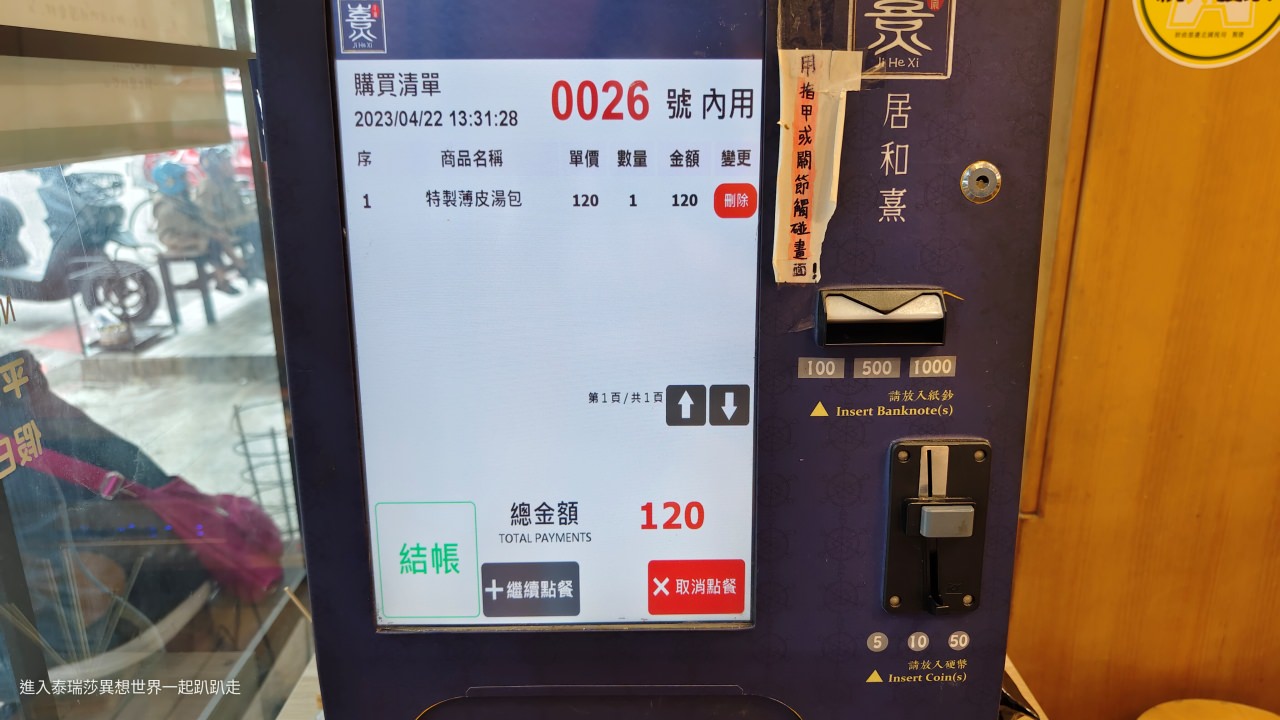 熹
JI HE XI
購買清單
2023/04/22 13:31:28
0026 號 內用
序 商品名稱 單價 數量 金額 變更
1 特製薄皮湯包 120 1 120 刪除
第1頁/共1頁
總金額 120
TOTAL PAYMENTS
結帳
繼續點餐
取消點餐
熹
Ji He Xi
居和熹
用指甲或關節觸碰畫面!
100 500 1000
請放入紙鈔
Insert Banknote(s)
5 10 50
請放入硬幣
Insert Coin(s)
平
假日
進入泰瑞莎異想世界一起趴趴走